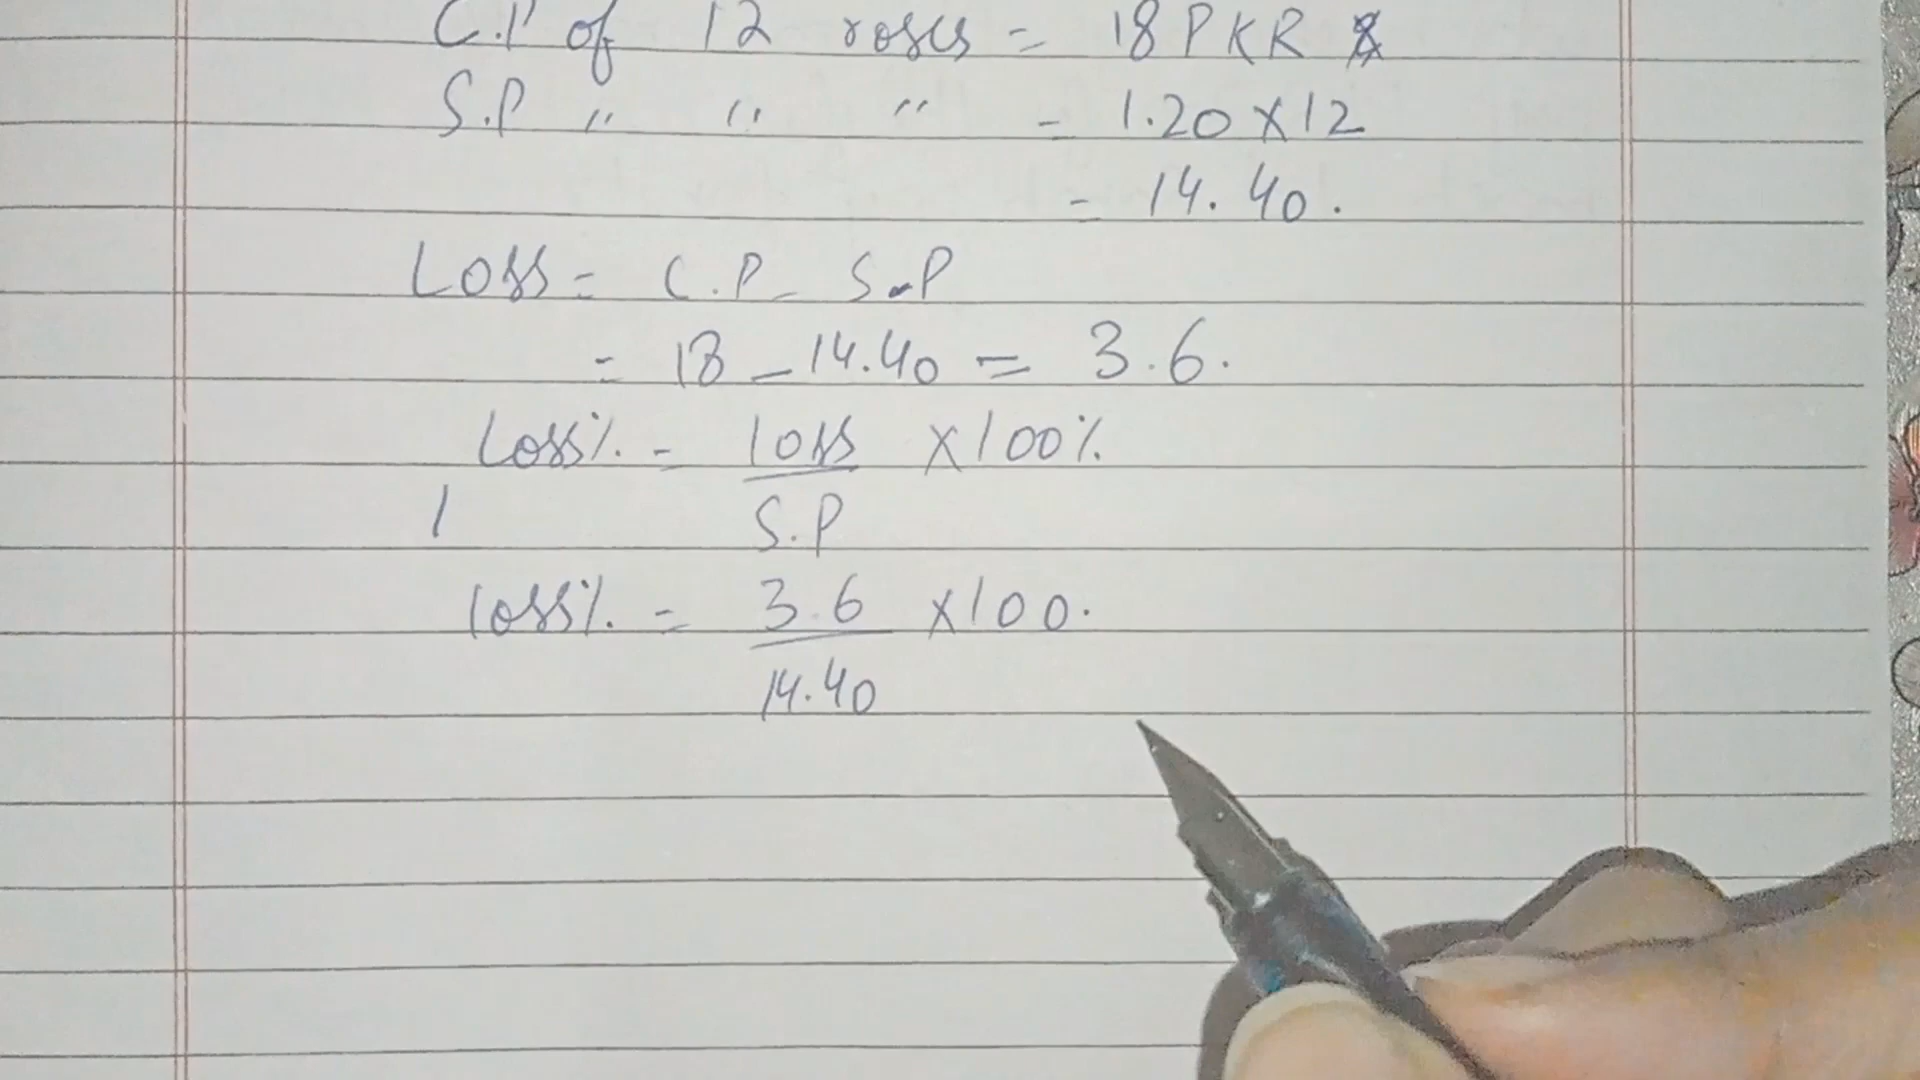 C.P of 12 roses = 18 PKR
S.P " " " = 1.20 x 12
= 14.40.
Loss = C.P - S.P
= 18 - 14.40 = 3.6.
Loss% = loss/S.P x 100%
loss% = 3.6/14.40 x 100.